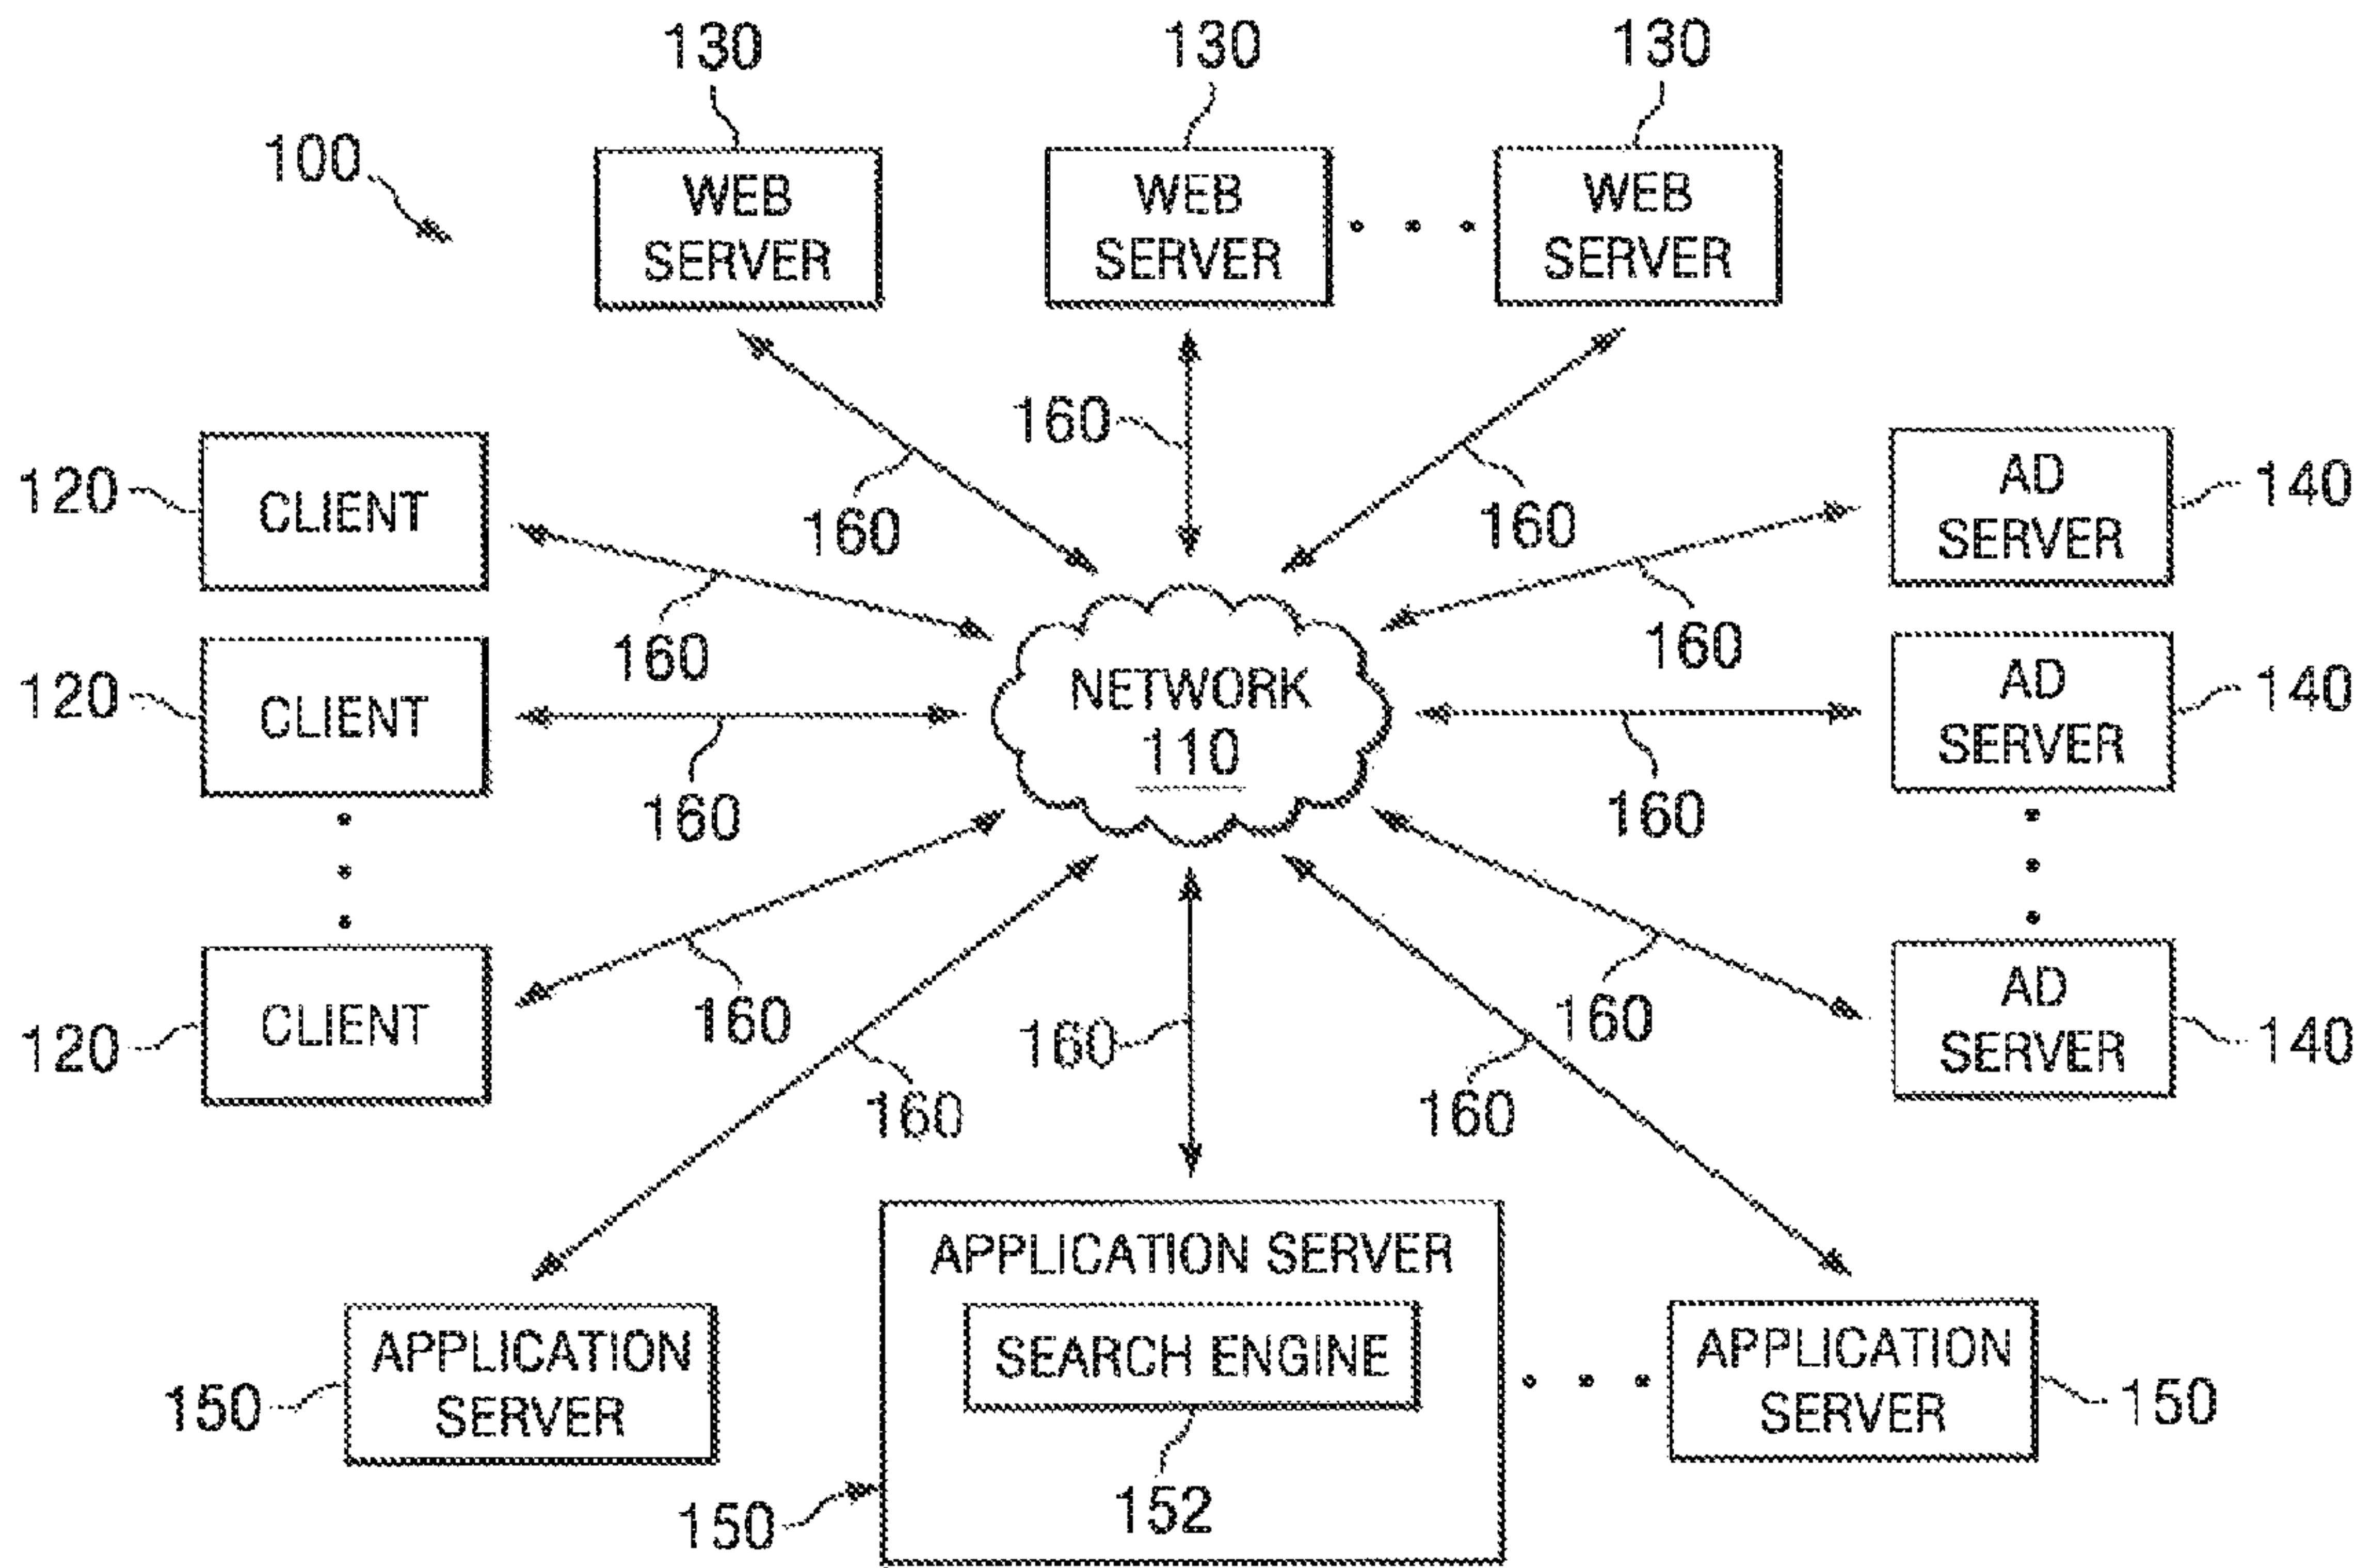 130
130
130
100
WEB
SERVER
WEB
SERVER
WEB
SERVER
160
160
160
120
CLIENT
AD
SERVER
140
160
160
120
CLIENT
NETWORK
110
AD
SERVER
140
160
160
120
CLIENT
160
160
160
160
160
AD
SERVER
140
APPLICATION
SERVER
150
APPLICATION SERVER
SEARCH ENGINE
152
150
APPLICATION
SERVER
150